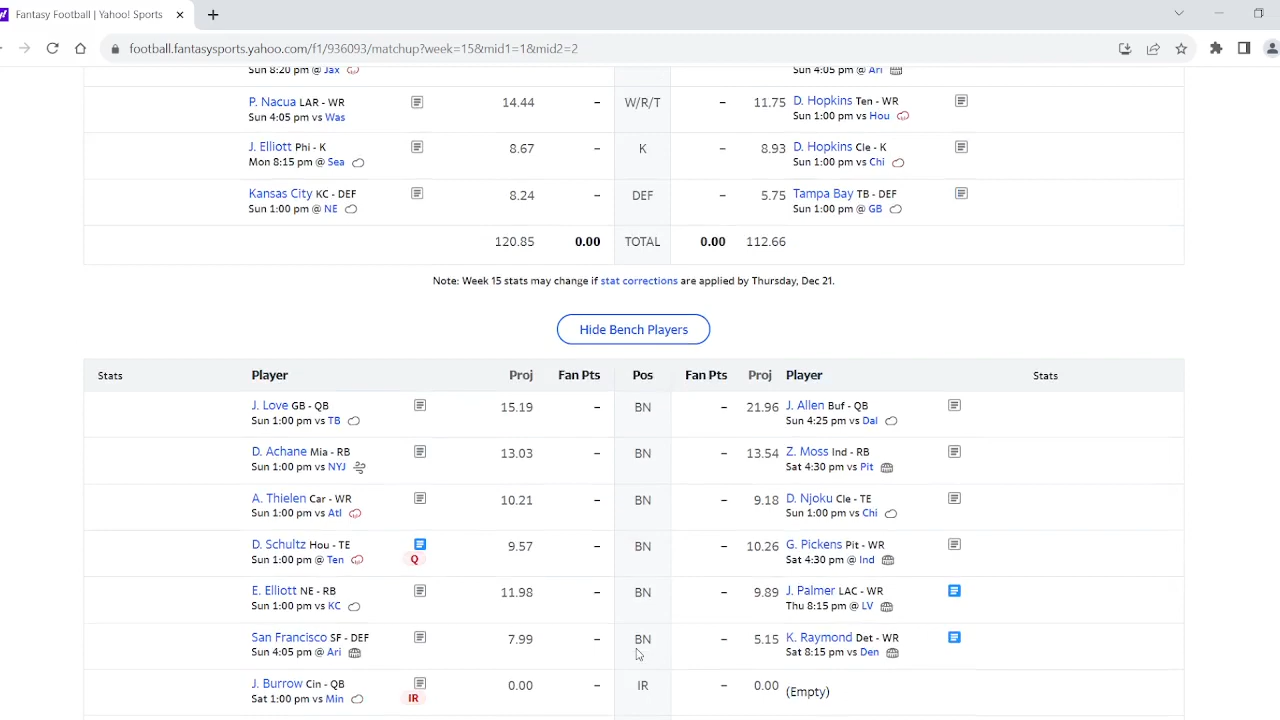 Fantasy Football | Yahoo! Sports
football.fantasysports.yahoo.com/f1/936093/matchup?week=15&mid1=1&mid2=2
Sun 8:20 pm @ Jax
Sun 4:05 pm @ Ari
P. Nacua LAR - WR 14.44 – W/R/T – 11.75 D. Hopkins Ten - WR
Sun 4:05 pm vs Was
Sun 1:00 pm vs Hou
J. Elliott Phi - K 8.67 – K – 8.93 D. Hopkins Cle - K
Mon 8:15 pm @ Sea
Sun 1:00 pm vs Chi
Kansas City KC - DEF 8.24 – DEF – 5.75 Tampa Bay TB - DEF
Sun 1:00 pm @ NE
Sun 1:00 pm @ GB
120.85 0.00 TOTAL 0.00 112.66
Note: Week 15 stats may change if stat corrections are applied by Thursday, Dec 21.
Hide Bench Players
Stats Player Proj Fan Pts Pos Fan Pts Proj Player Stats
J. Love GB - QB 15.19 – BN – 21.96 J. Allen Buf - QB
Sun 1:00 pm vs TB
Sun 4:25 pm vs Dal
D. Achane Mia - RB 13.03 – BN – 13.54 Z. Moss Ind - RB
Sun 1:00 pm vs NYJ
Sat 4:30 pm vs Pit
A. Thielen Car - WR 10.21 – BN – 9.18 D. Njoku Cle - TE
Sun 1:00 pm vs Atl
Sun 1:00 pm vs Chi
D. Schultz Hou - TE 9.57 – BN – 10.26 G. Pickens Pit - WR
Sun 1:00 pm @ Ten Q
Sat 4:30 pm @ Ind
E. Elliott NE - RB 11.98 – BN – 9.89 J. Palmer LAC - WR
Sun 1:00 pm vs KC
Thu 8:15 pm @ LV
San Francisco SF - DEF 7.99 – BN – 5.15 K. Raymond Det - WR
Sun 4:05 pm @ Ari
Sat 8:15 pm vs Den
J. Burrow Cin - QB 0.00 – IR – 0.00 (Empty)
Sat 1:00 pm vs Min IR